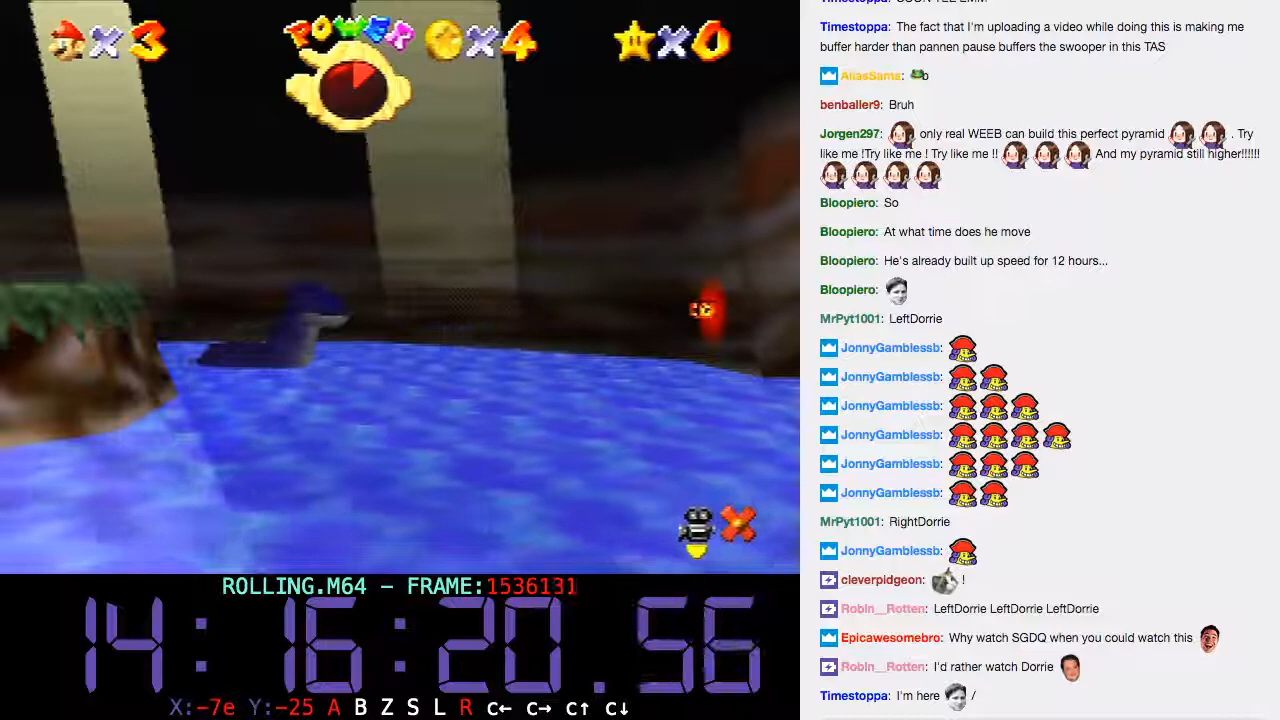 ×3
POWER
×4
×0
ROLLING.M64 – FRAME:1536131
14:16:20.56
X:-7e Y:-25 A B Z S L R C← C→ C↑ C↓
Timestoppa: The fact that I'm uploading a video while doing this is making me
buffer harder than pannen pause buffers the swooper in this TAS
AliasSama: b
benballer9: Bruh
Jorgen297: only real WEEB can build this perfect pyramid . Try
like me !Try like me ! Try like me !! And my pyramid still higher!!!!!!
Bloopiero: So
Bloopiero: At what time does he move
Bloopiero: He's already built up speed for 12 hours...
Bloopiero:
MrPyt1001: LeftDorrie
JonnyGamblessb:
JonnyGamblessb:
JonnyGamblessb:
JonnyGamblessb:
JonnyGamblessb:
JonnyGamblessb:
MrPyt1001: RightDorrie
JonnyGamblessb:
cleverpidgeon: !
Robin__Rotten: LeftDorrie LeftDorrie LeftDorrie
Epicawesomebro: Why watch SGDQ when you could watch this
Robin__Rotten: I'd rather watch Dorrie
Timestoppa: I'm here /